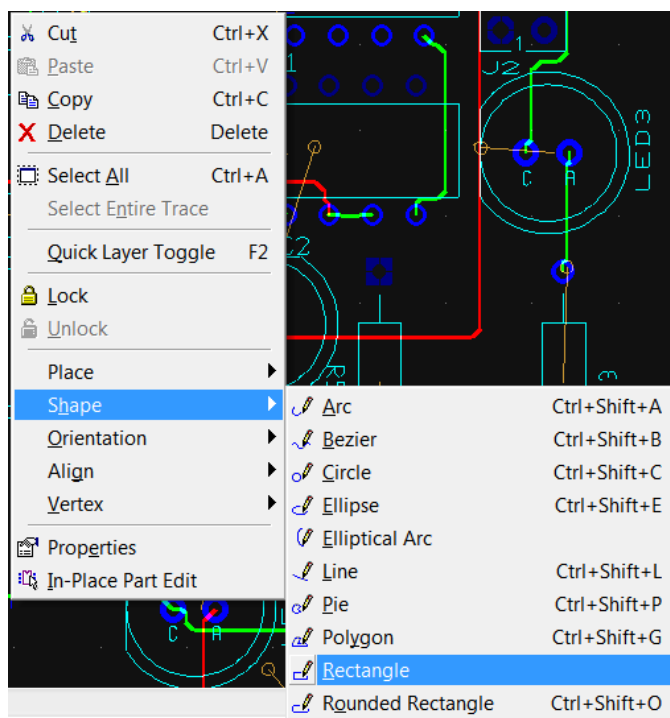 Cut Ctrl+X
Paste Ctrl+V
Copy Ctrl+C
Delete Delete
Select All Ctrl+A
Select Entire Trace
Quick Layer Toggle F2
Lock
Unlock
Place
Shape
Orientation
Align
Vertex
Properties
In-Place Part Edit
Arc Ctrl+Shift+A
Bezier Ctrl+Shift+B
Circle Ctrl+Shift+C
Ellipse Ctrl+Shift+E
Elliptical Arc
Line Ctrl+Shift+L
Pie Ctrl+Shift+P
Polygon Ctrl+Shift+G
Rectangle
Rounded Rectangle Ctrl+Shift+O
1
J2
LED3
C A
C A